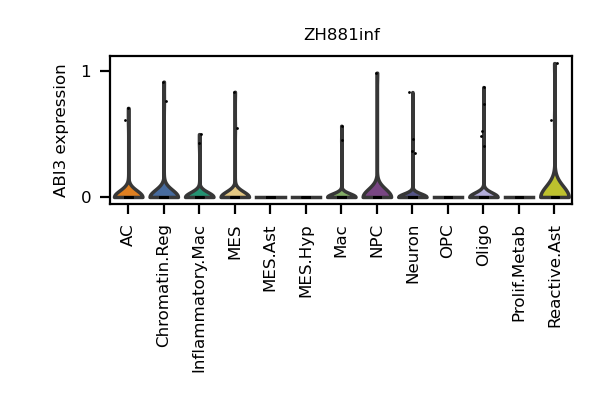 ZH881inf
ABI3 expression
1
0
AC
Chromatin.Reg
Inflammatory.Mac
MES
MES.Ast
MES.Hyp
Mac
NPC
Neuron
OPC
Oligo
Prolif.Metab
Reactive.Ast